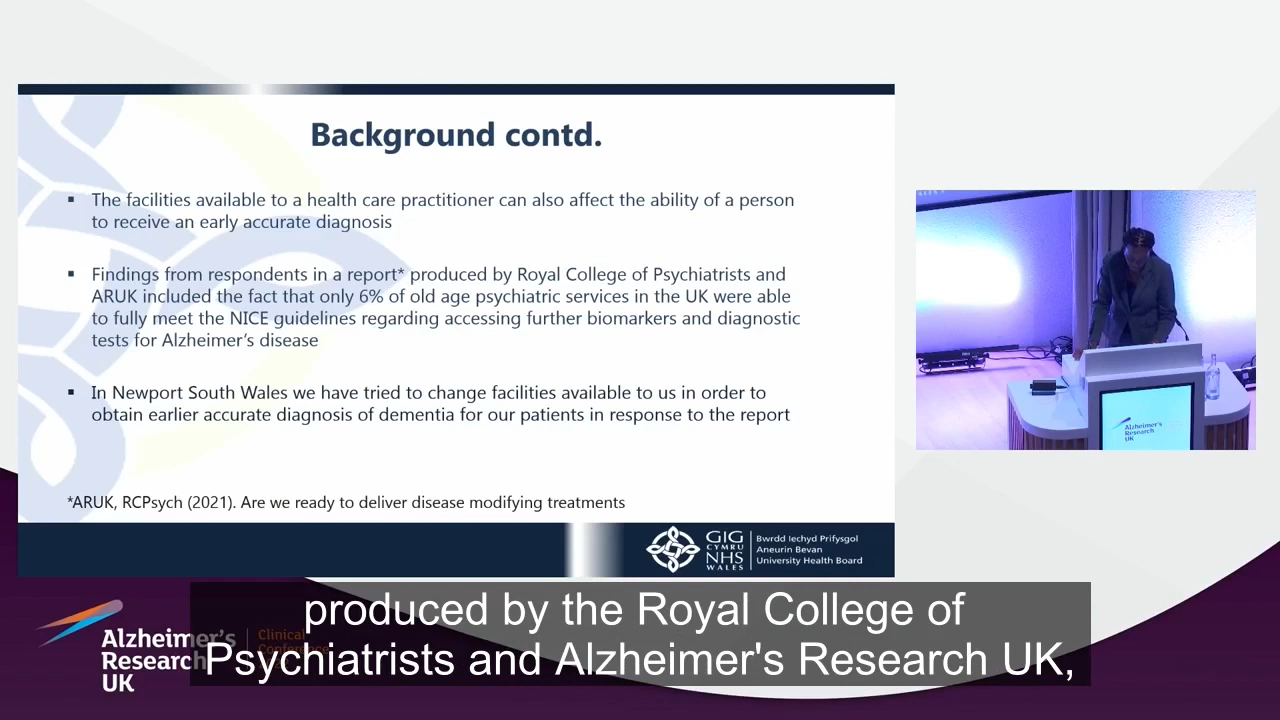 Background contd.
▪ The facilities available to a health care practitioner can also affect the ability of a person
to receive an early accurate diagnosis
▪ Findings from respondents in a report* produced by Royal College of Psychiatrists and
ARUK included the fact that only 6% of old age psychiatric services in the UK were able
to fully meet the NICE guidelines regarding accessing further biomarkers and diagnostic
tests for Alzheimer's disease
▪ In Newport South Wales we have tried to change facilities available to us in order to
obtain earlier accurate diagnosis of dementia for our patients in response to the report
*ARUK, RCPsych (2021). Are we ready to deliver disease modifying treatments
GIG
CYMRU
NHS
WALES
Bwrdd Iechyd Prifysgol
Aneurin Bevan
University Health Board
Alzheimer's
Research
UK
Alzheimer's
Research
UK
Clinical
Conference
produced by the Royal College of
Psychiatrists and Alzheimer's Research UK,